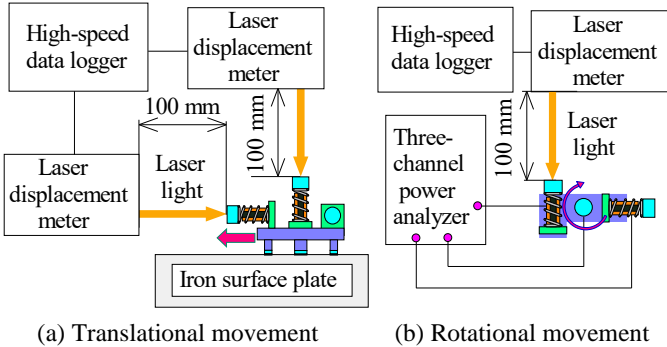 High-speed
data logger
Laser
displacement
meter
100 mm
100 mm
Laser
displacement
meter
Laser
light
Iron surface plate
(a) Translational movement
High-speed
data logger
Laser
displacement
meter
100 mm
Laser
light
Three-
channel
power
analyzer
(b) Rotational movement